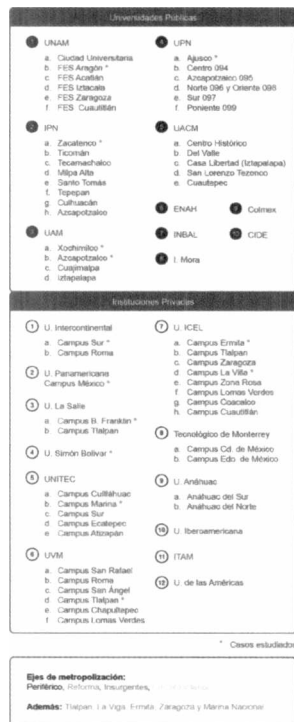 Universidades Públicas
1 UNAM
a. Ciudad Universitaria
b. FES Aragón *
c. FES Acatlán
d. FES Iztacala
e. FES Zaragoza
f. FES Cuautitlán
2 IPN
a. Zacatenco *
b. Ticomán
c. Tecamachalco
d. Milpa Alta
e. Santo Tomás
f. Tepepan
g. Culhuacán
h. Azcapotzalco
3 UAM
a. Xochimilco *
b. Azcapotzalco *
c. Cuajimalpa
d. Iztapalapa
4 UPN
a. Ajusco *
b. Centro 094
c. Azcapotzalco 095
d. Norte 096 y Oriente 098
e. Sur 097
f. Poniente 099
5 UACM
a. Centro Histórico
b. Del Valle
c. Casa Libertad (Iztapalapa)
d. San Lorenzo Tezonco
e. Cuautepec
6 ENAH
9 Colmex
7 INBAL
10 CIDE
8 I. Mora
Instituciones Privadas
1 U. Intercontinental
a. Campus Sur *
b. Campus Roma
2 U. Panamericana
Campus México *
3 U. La Salle
a. Campus B. Franklin *
b. Campus Tlalpan
4 U. Simón Bolívar *
5 UNITEC
a. Campus Cuitláhuac
b. Campus Marina *
c. Campus Sur
d. Campus Ecatepec
e. Campus Atizapán
6 UVM
a. Campus San Rafael
b. Campus Roma
c. Campus San Ángel
d. Campus Tlalpan *
e. Campus Chapultepec
f. Campus Lomas Verdes
7 U. ICEL
a. Campus Ermita *
b. Campus Tlalpan
c. Campus Zaragoza
d. Campus La Villa *
e. Campus Zona Rosa
f. Campus Lomas Verdes
g. Campus Coacalco
h. Campus Cuautitlán
8 Tecnológico de Monterrey
a. Campus Cd. de México
b. Campus Edo. de México
9 U. Anáhuac
a. Anáhuac del Sur
b. Anáhuac del Norte
10 U. Iberoamericana
11 ITAM
12 U. de las Américas
* Casos estudiados
Ejes de metropolización:
Periférico, Reforma, Insurgentes,
Además: Tlalpan, La Viga, Ermita, Zaragoza y Marina Nacional